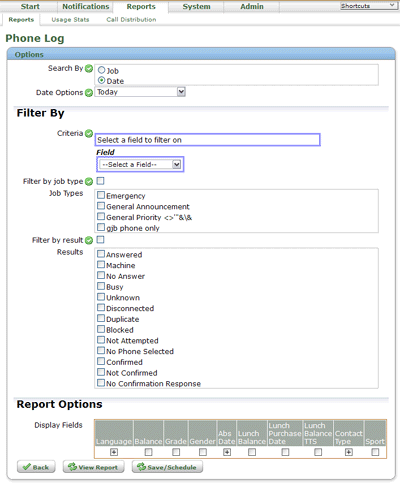 Start Notifications Reports System Admin Shortcuts
Reports Usage Stats Call Distribution
Phone Log
Options
Search By
Job
Date
Date Options Today
Filter By
Criteria
Select a field to filter on
Field
--Select a Field--
Filter by job type
Job Types
Emergency
General Announcement
General Priority <>'"&\&
gjb phone only
Filter by result
Results
Answered
Machine
No Answer
Busy
Unknown
Disconnected
Duplicate
Blocked
Not Attempted
No Phone Selected
Confirmed
Not Confirmed
No Confirmation Response
Report Options
Display Fields
Language Balance Grade Gender Abs Date Lunch Balance Lunch Purchase Date Lunch Balance TTS Contact Type Sport
Back View Report Save/Schedule